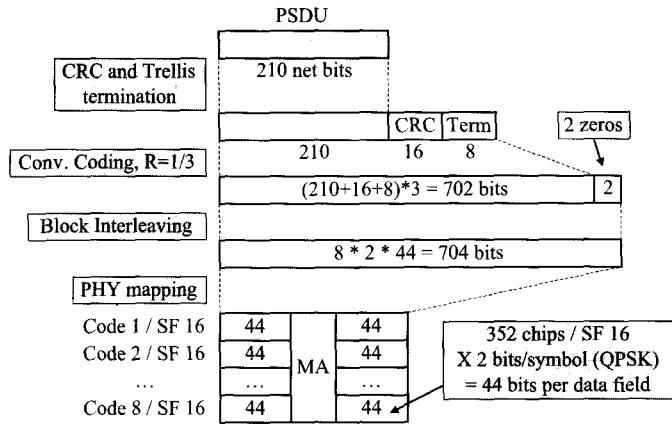 PSDU
210 net bits
CRC and Trellis
termination
CRC Term
2 zeros
210 16 8
Conv. Coding, R=1/3
(210+16+8)*3 = 702 bits 2
Block Interleaving
8 * 2 * 44 = 704 bits
PHY mapping
Code 1 / SF 16 44 44
Code 2 / SF 16 44 44
MA
... ... ...
Code 8 / SF 16 44 44
352 chips / SF 16
X 2 bits/symbol (QPSK)
= 44 bits per data field